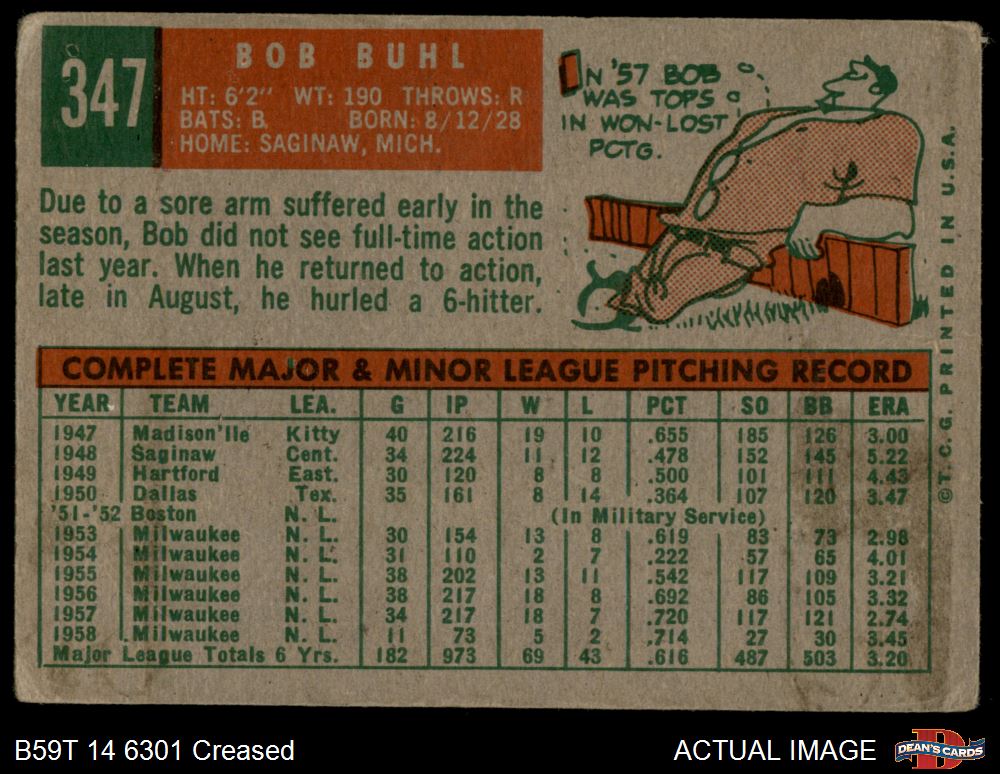 347
BOB BUHL
HT: 6'2" WT: 190 THROWS: R
BATS: B. BORN: 8/12/28
HOME: SAGINAW, MICH.
IN '57 BOB
WAS TOPS
IN WON-LOST
PCTG.
Due to a sore arm suffered early in the
season, Bob did not see full-time action
last year. When he returned to action,
late in August, he hurled a 6-hitter.
©T.C.G. PRINTED IN U.S.A.
COMPLETE MAJOR & MINOR LEAGUE PITCHING RECORD
YEAR TEAM LEA. G IP W L PCT SO BB ERA
1947 Madison'lle Kitty 40 216 19 10 .655 185 126 3.00
1948 Saginaw Cent. 34 224 11 12 .478 152 145 5.22
1949 Hartford East. 30 120 8 8 .500 101 111 4.43
1950 Dallas Tex. 35 161 8 14 .364 107 120 3.47
'51-'52 Boston N. L. (In Military Service)
1953 Milwaukee N. L. 30 154 13 8 .619 83 73 2.98
1954 Milwaukee N. L. 31 110 2 7 .222 57 65 4.01
1955 Milwaukee N. L. 38 202 13 11 .542 117 109 3.21
1956 Milwaukee N. L. 38 217 18 8 .692 86 105 3.32
1957 Milwaukee N. L. 34 217 18 7 .720 117 121 2.74
1958 Milwaukee N. L. 11 73 5 2 .714 27 30 3.45
Major League Totals 6 Yrs. 182 973 69 43 .616 487 503 3.20
B59T 14 6301 Creased
ACTUAL IMAGE
DEAN'S CARDS